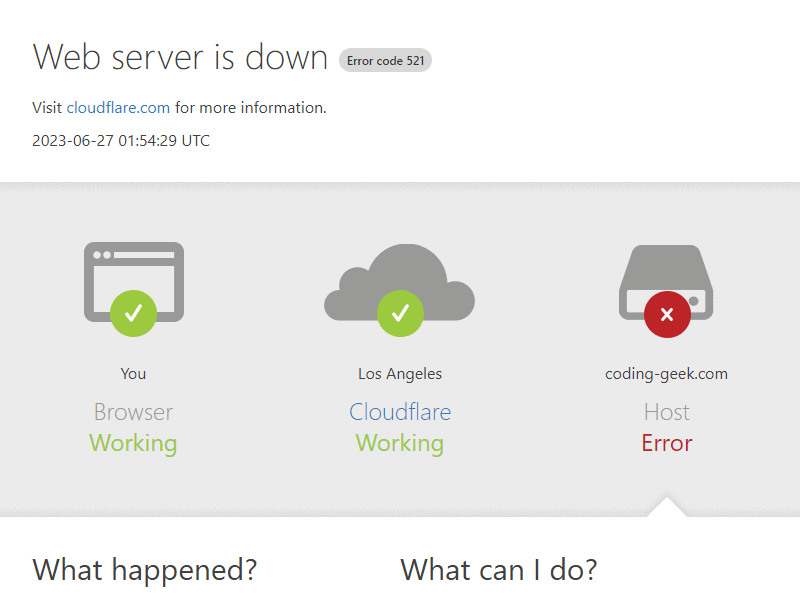 Web server is down Error code 521
Visit cloudflare.com for more information.
2023-06-27 01:54:29 UTC
You
Browser
Working
Los Angeles
Cloudflare
Working
coding-geek.com
Host
Error
What happened?
What can I do?